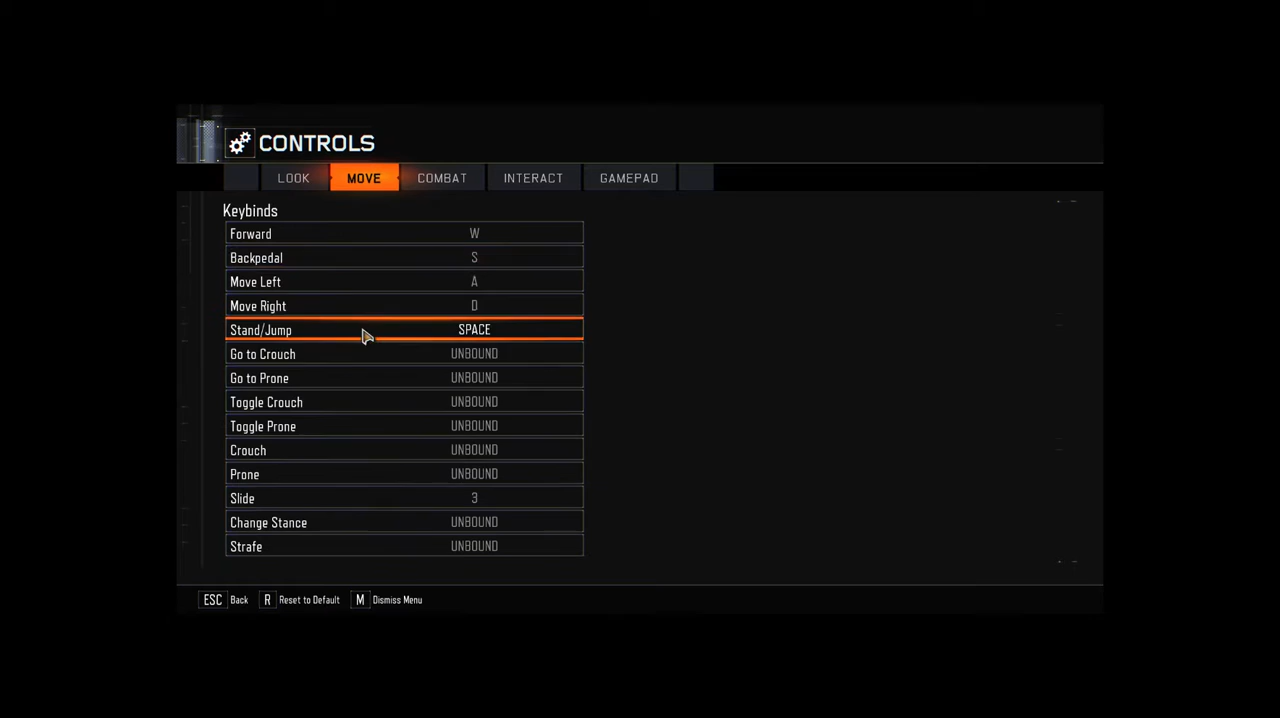 CONTROLS
LOOK MOVE COMBAT INTERACT GAMEPAD
Keybinds
Forward W
Backpedal S
Move Left A
Move Right D
Stand/Jump SPACE
Go to Crouch UNBOUND
Go to Prone UNBOUND
Toggle Crouch UNBOUND
Toggle Prone UNBOUND
Crouch UNBOUND
Prone UNBOUND
Slide 3
Change Stance UNBOUND
Strafe UNBOUND
ESC Back R Reset to Default M Dismiss Menu